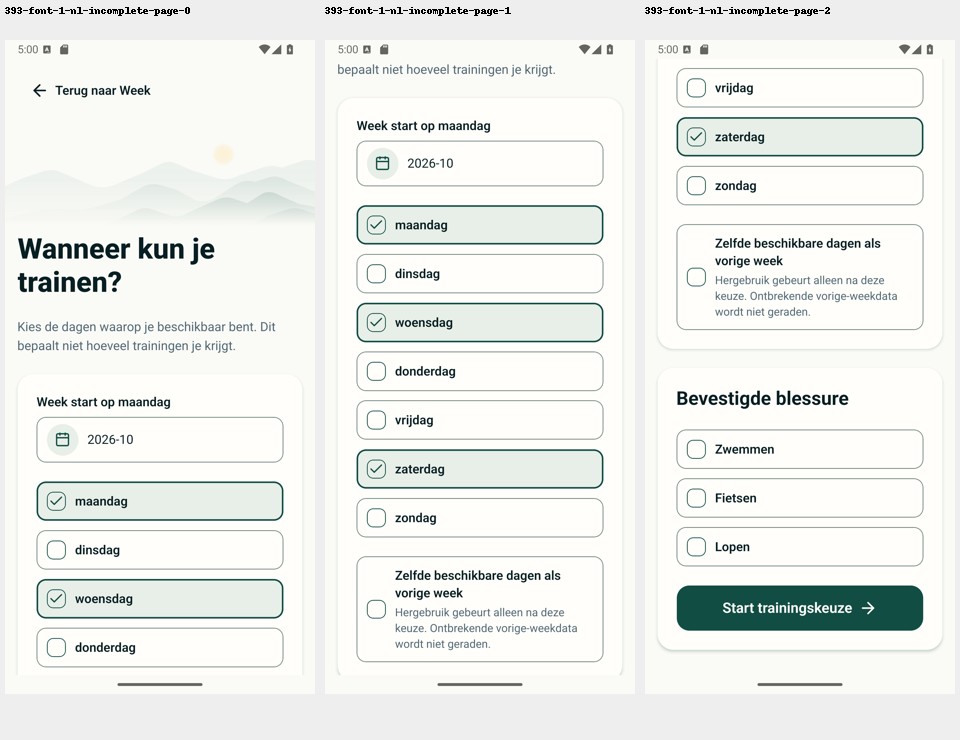 393-font-1-nl-incomplete-page-0
5:00
Terug naar Week
Wanneer kun je
trainen?
Kies de dagen waarop je beschikbaar bent. Dit
bepaalt niet hoeveel trainingen je krijgt.
Week start op maandag
2026-10
maandag
dinsdag
woensdag
donderdag
393-font-1-nl-incomplete-page-1
5:00
bepaalt niet hoeveel trainingen je krijgt.
Week start op maandag
2026-10
maandag
dinsdag
woensdag
donderdag
vrijdag
zaterdag
zondag
Zelfde beschikbare dagen als
vorige week
Hergebruik gebeurt alleen na deze
keuze. Ontbrekende vorige-weekdata
wordt niet geraden.
393-font-1-nl-incomplete-page-2
5:00
vrijdag
zaterdag
zondag
Zelfde beschikbare dagen als
vorige week
Hergebruik gebeurt alleen na deze
keuze. Ontbrekende vorige-weekdata
wordt niet geraden.
Bevestigde blessure
Zwemmen
Fietsen
Lopen
Start trainingskeuze